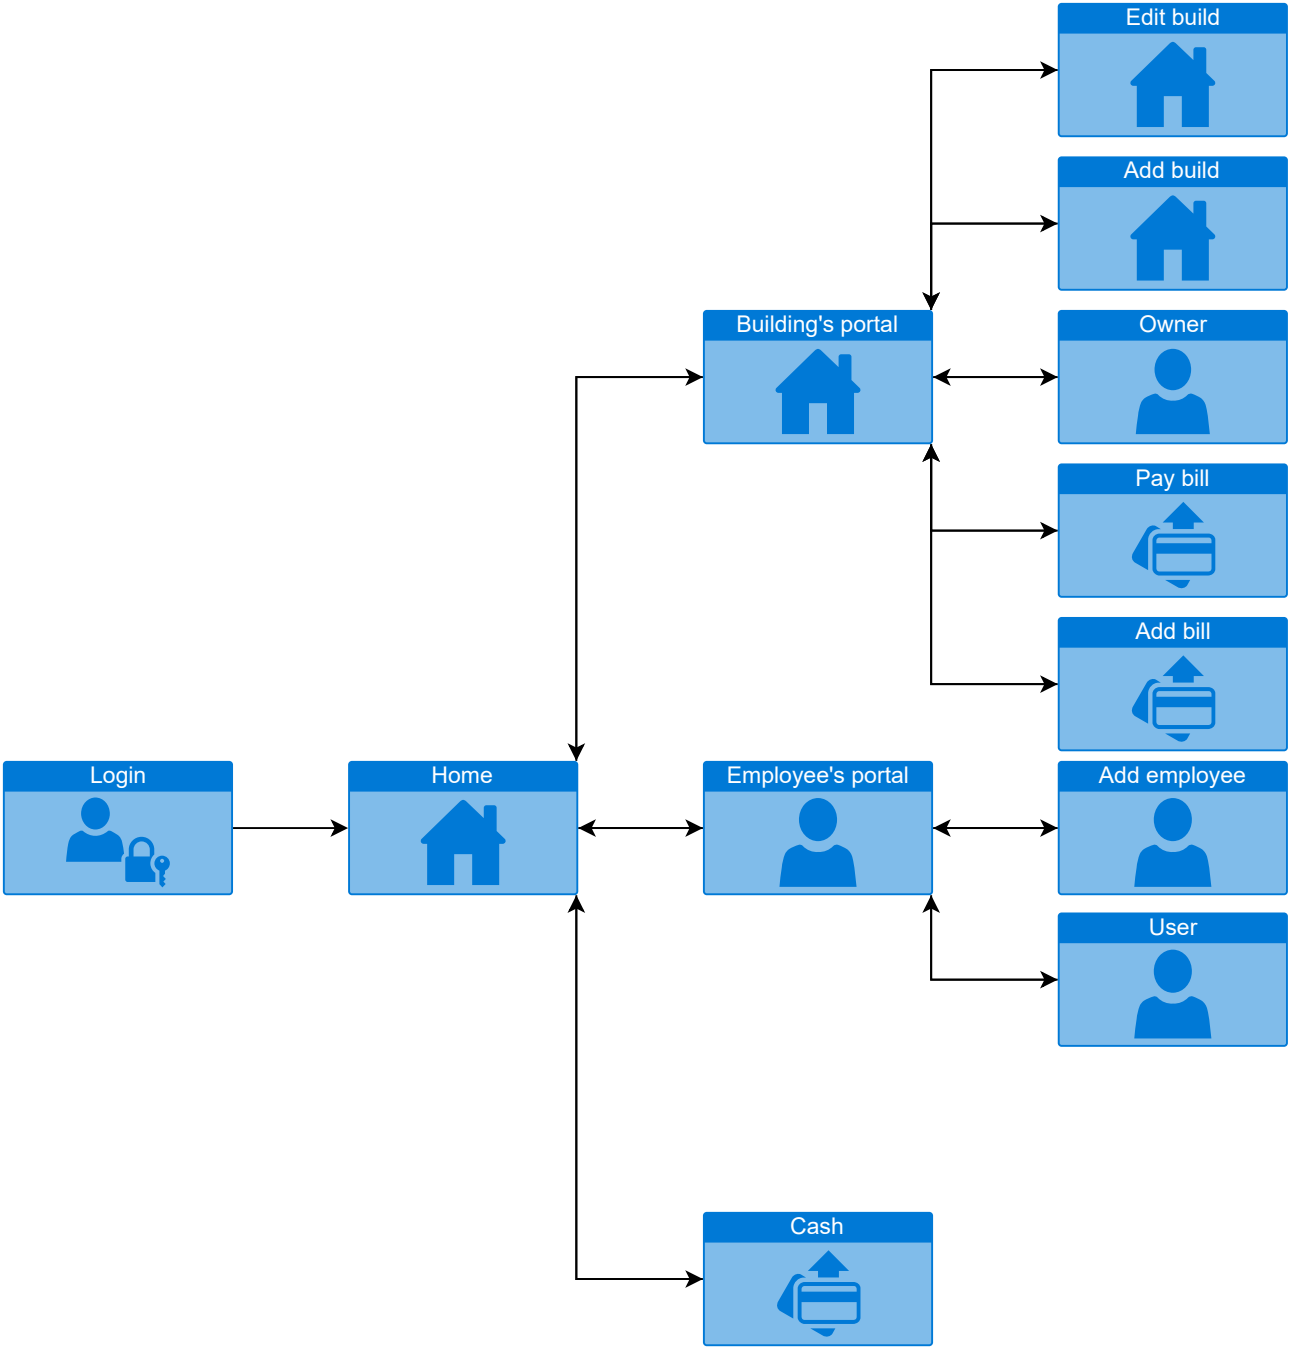 Edit build
Add build
Building's portal
Owner
Pay bill
Add bill
Login
Home
Employee's portal
Add employee
User
Cash